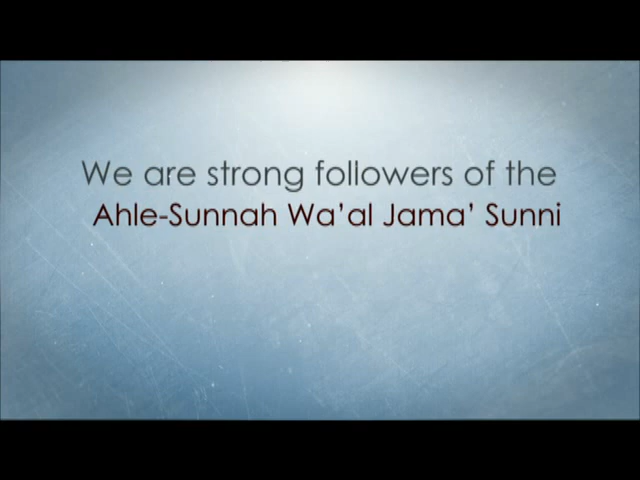 We are strong followers of the
Ahle-Sunnah Wa’al Jama’ Sunni